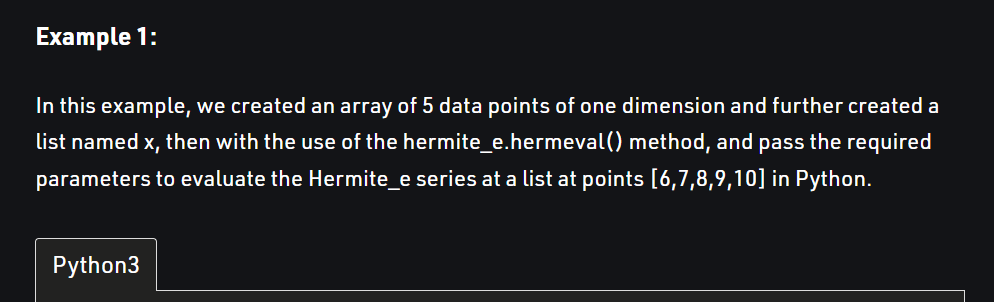 Example 1:
In this example, we created an array of 5 data points of one dimension and further created a
list named x, then with the use of the hermite_e.hermeval() method, and pass the required
parameters to evaluate the Hermite_e series at a list at points [6,7,8,9,10] in Python.
Python3